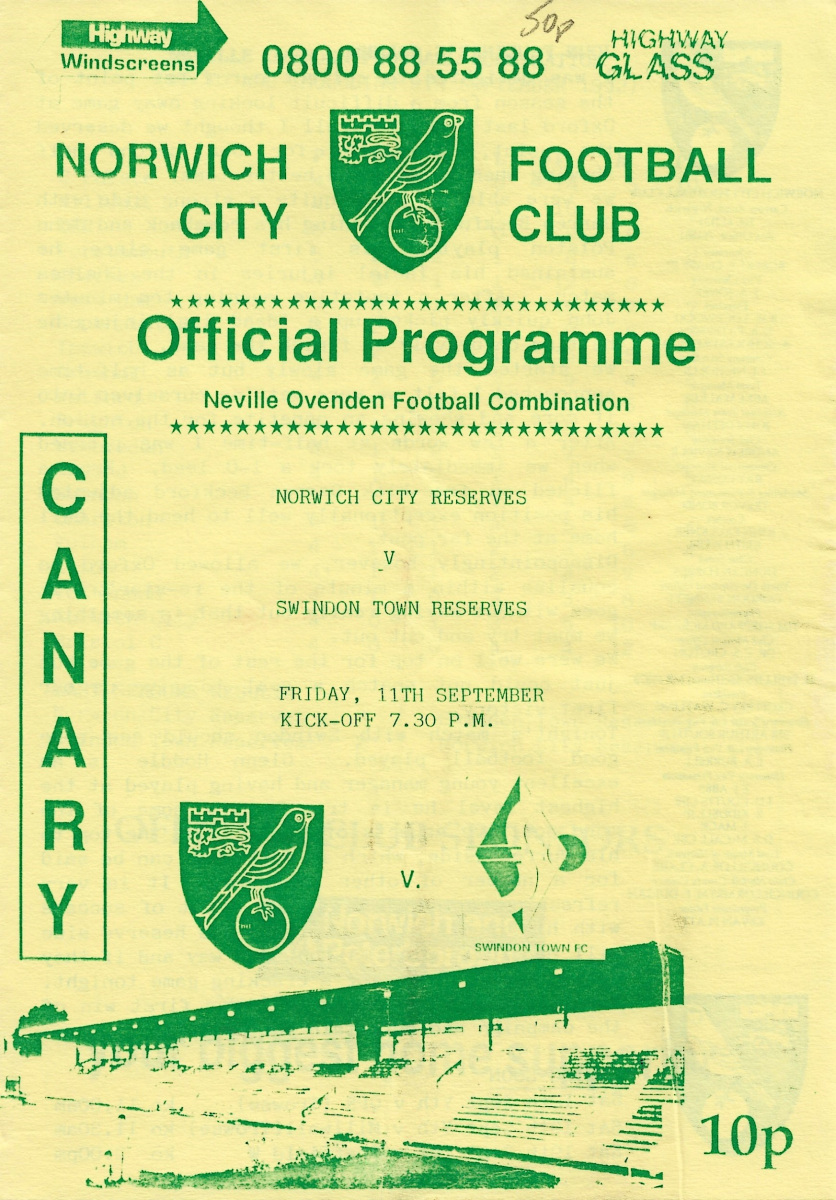 50p
Highway
Windscreens
0800 88 55 88
HIGHWAY
GLASS
NORWICH
CITY
FOOTBALL
CLUB
Official Programme
Neville Ovenden Football Combination
CANARY
NORWICH CITY RESERVES
V
SWINDON TOWN RESERVES
FRIDAY, 11TH SEPTEMBER
KICK-OFF 7.30 P.M.
V.
SWINDON TOWN FC
10p